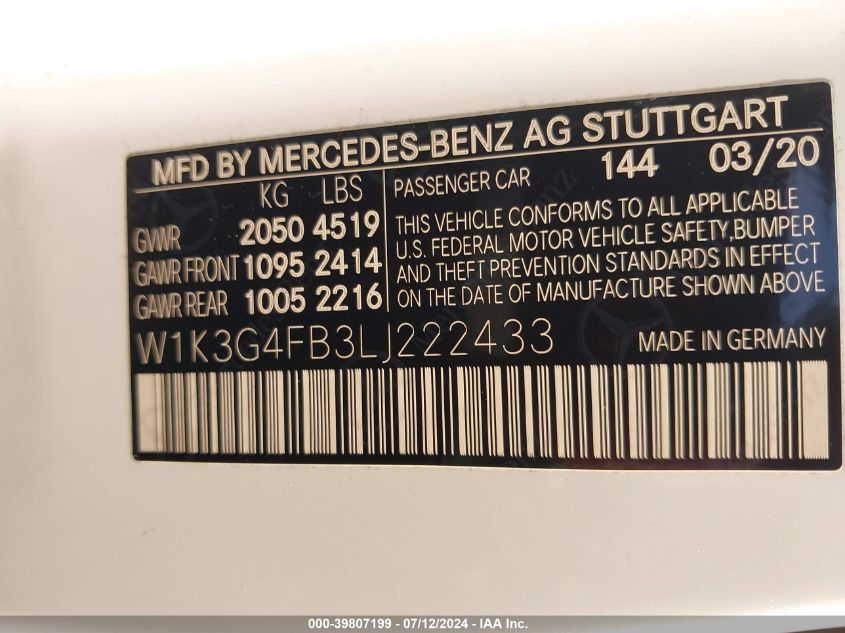 MFD BY MERCEDES-BENZ AG STUTTGART
KG LBS
GVWR 2050 4519
GAWR FRONT 1095 2414
GAWR REAR 1005 2216
PASSENGER CAR 144 03/20
THIS VEHICLE CONFORMS TO ALL APPLICABLE
U.S. FEDERAL MOTOR VEHICLE SAFETY,BUMPER
AND THEFT PREVENTION STANDARDS IN EFFECT
ON THE DATE OF MANUFACTURE SHOWN ABOVE
W1K3G4FB3LJ222433
MADE IN GERMANY
000-39807199 - 07/12/2024 - IAA Inc.